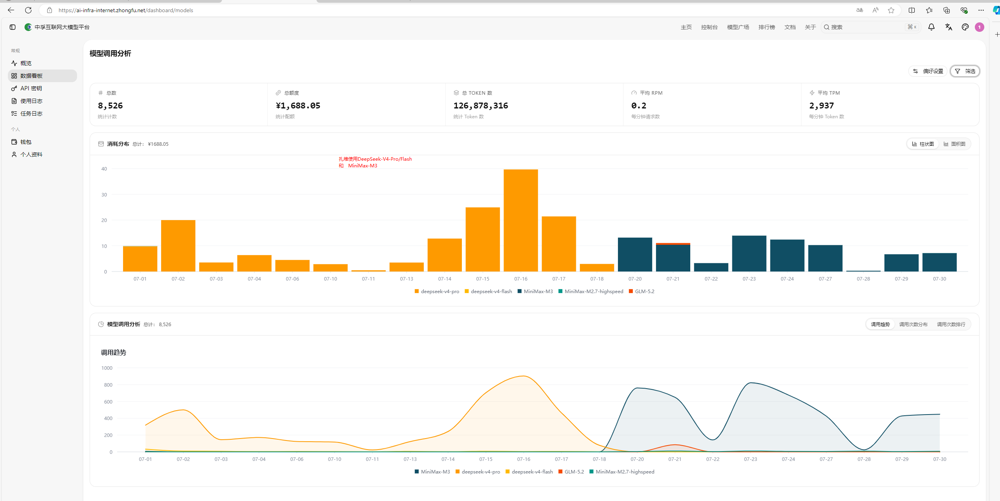 https://ai-infra-internet.zhongfu.net/dashboard/models
aあ
中孚互联网大模型平台
主页 控制台 模型广场 排行榜 文档 关于 搜索 ⌘ K 1
常规
概览
数据看板
API 密钥
使用日志
任务日志
个人
钱包
个人资料
模型调用分析
偏好设置 筛选
# 总数
8,526
统计计数
总额度
¥1,688.05
统计配额
总 TOKEN 数
126,878,316
统计 Token 数
平均 RPM
0.2
每分钟请求数
平均 TPM
2,937
每分钟 Token 数
消耗分布 总计: ¥1688.05
柱状图 面积图
扎堆使用DeepSeek-V4-Pro/Flash
和 MiniMax-M3
40
30
20
10
0
07-01 07-02 07-03 07-04 07-06 07-10 07-11 07-13 07-14 07-15 07-16 07-17 07-18 07-20 07-21 07-22 07-23 07-24 07-27 07-28 07-29 07-30
deepseek-v4-pro deepseek-v4-flash MiniMax-M3 MiniMax-M2.7-highspeed GLM-5.2
模型调用分析 总计: 8,526
调用趋势 调用次数分布 调用次数排行
调用趋势
1000
800
600
400
200
0
07-01 07-02 07-03 07-04 07-06 07-10 07-11 07-13 07-14 07-15 07-16 07-17 07-18 07-20 07-21 07-22 07-23 07-24 07-27 07-28 07-29 07-30
MiniMax-M3 deepseek-v4-pro deepseek-v4-flash GLM-5.2 MiniMax-M2.7-highspeed